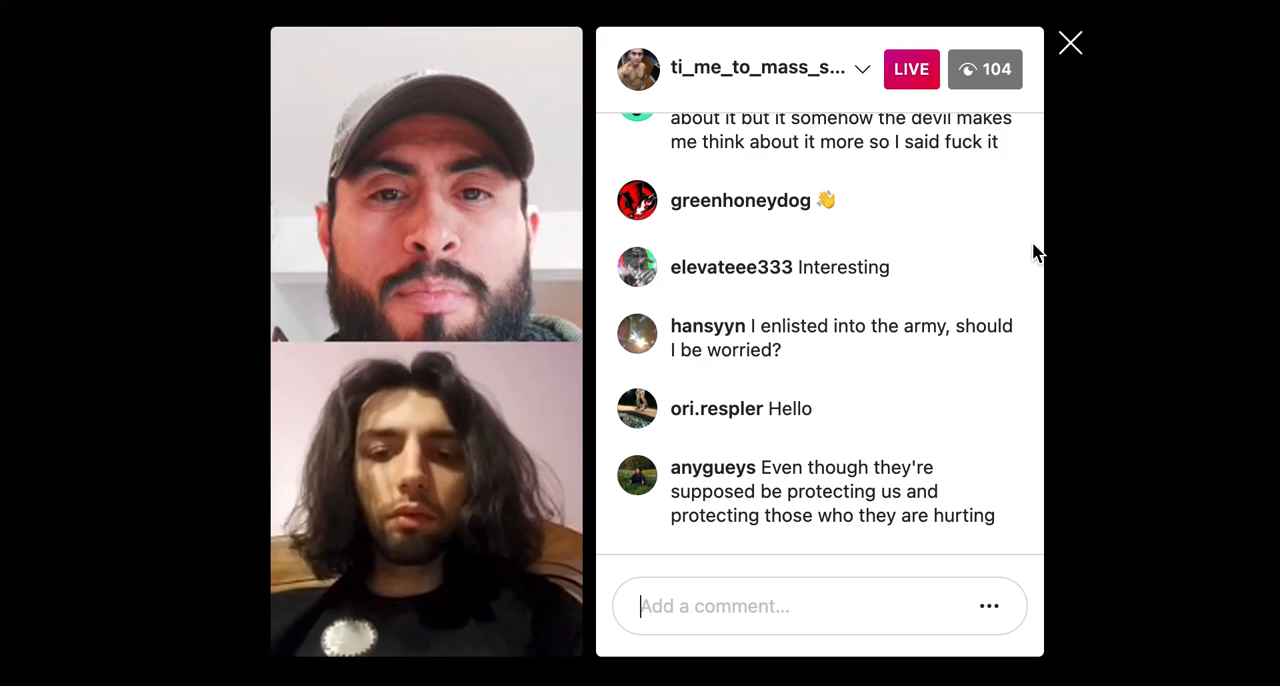 ti_me_to_mass_s...
LIVE
104
about it but it somehow the devil makes
me think about it more so I said fuck it
greenhoneydog 👋
elevateee333 Interesting
hansyyn I enlisted into the army, should
I be worried?
ori.respler Hello
anygueys Even though they're
supposed be protecting us and
protecting those who they are hurting
Add a comment...